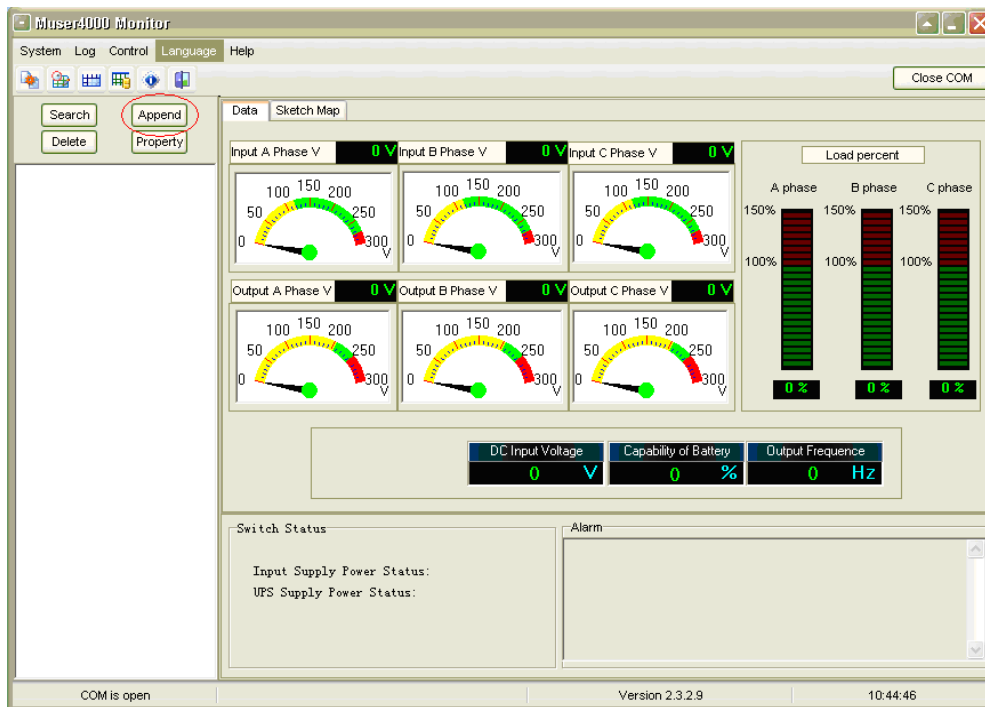 Muser4000 Monitor
System Log Control Language Help
Close COM
Search Append
Delete Property
Data Sketch Map
Input A Phase V 0 V Input B Phase V 0 V Input C Phase V 0 V
0 50 100 150 200 250 300 V
0 50 100 150 200 250 300 V
0 50 100 150 200 250 300 V
Output A Phase V 0 V Output B Phase V 0 V Output C Phase V 0 V
0 50 100 150 200 250 300 V
0 50 100 150 200 250 300 V
0 50 100 150 200 250 300 V
Load percent
A phase B phase C phase
150% 150% 150%
100% 100% 100%
0 % 0 % 0 %
DC Input Voltage Capability of Battery Output Frequence
0 V 0 % 0 Hz
Switch Status
Input Supply Power Status:
UPS Supply Power Status:
Alarm
COM is open Version 2.3.2.9 10:44:46